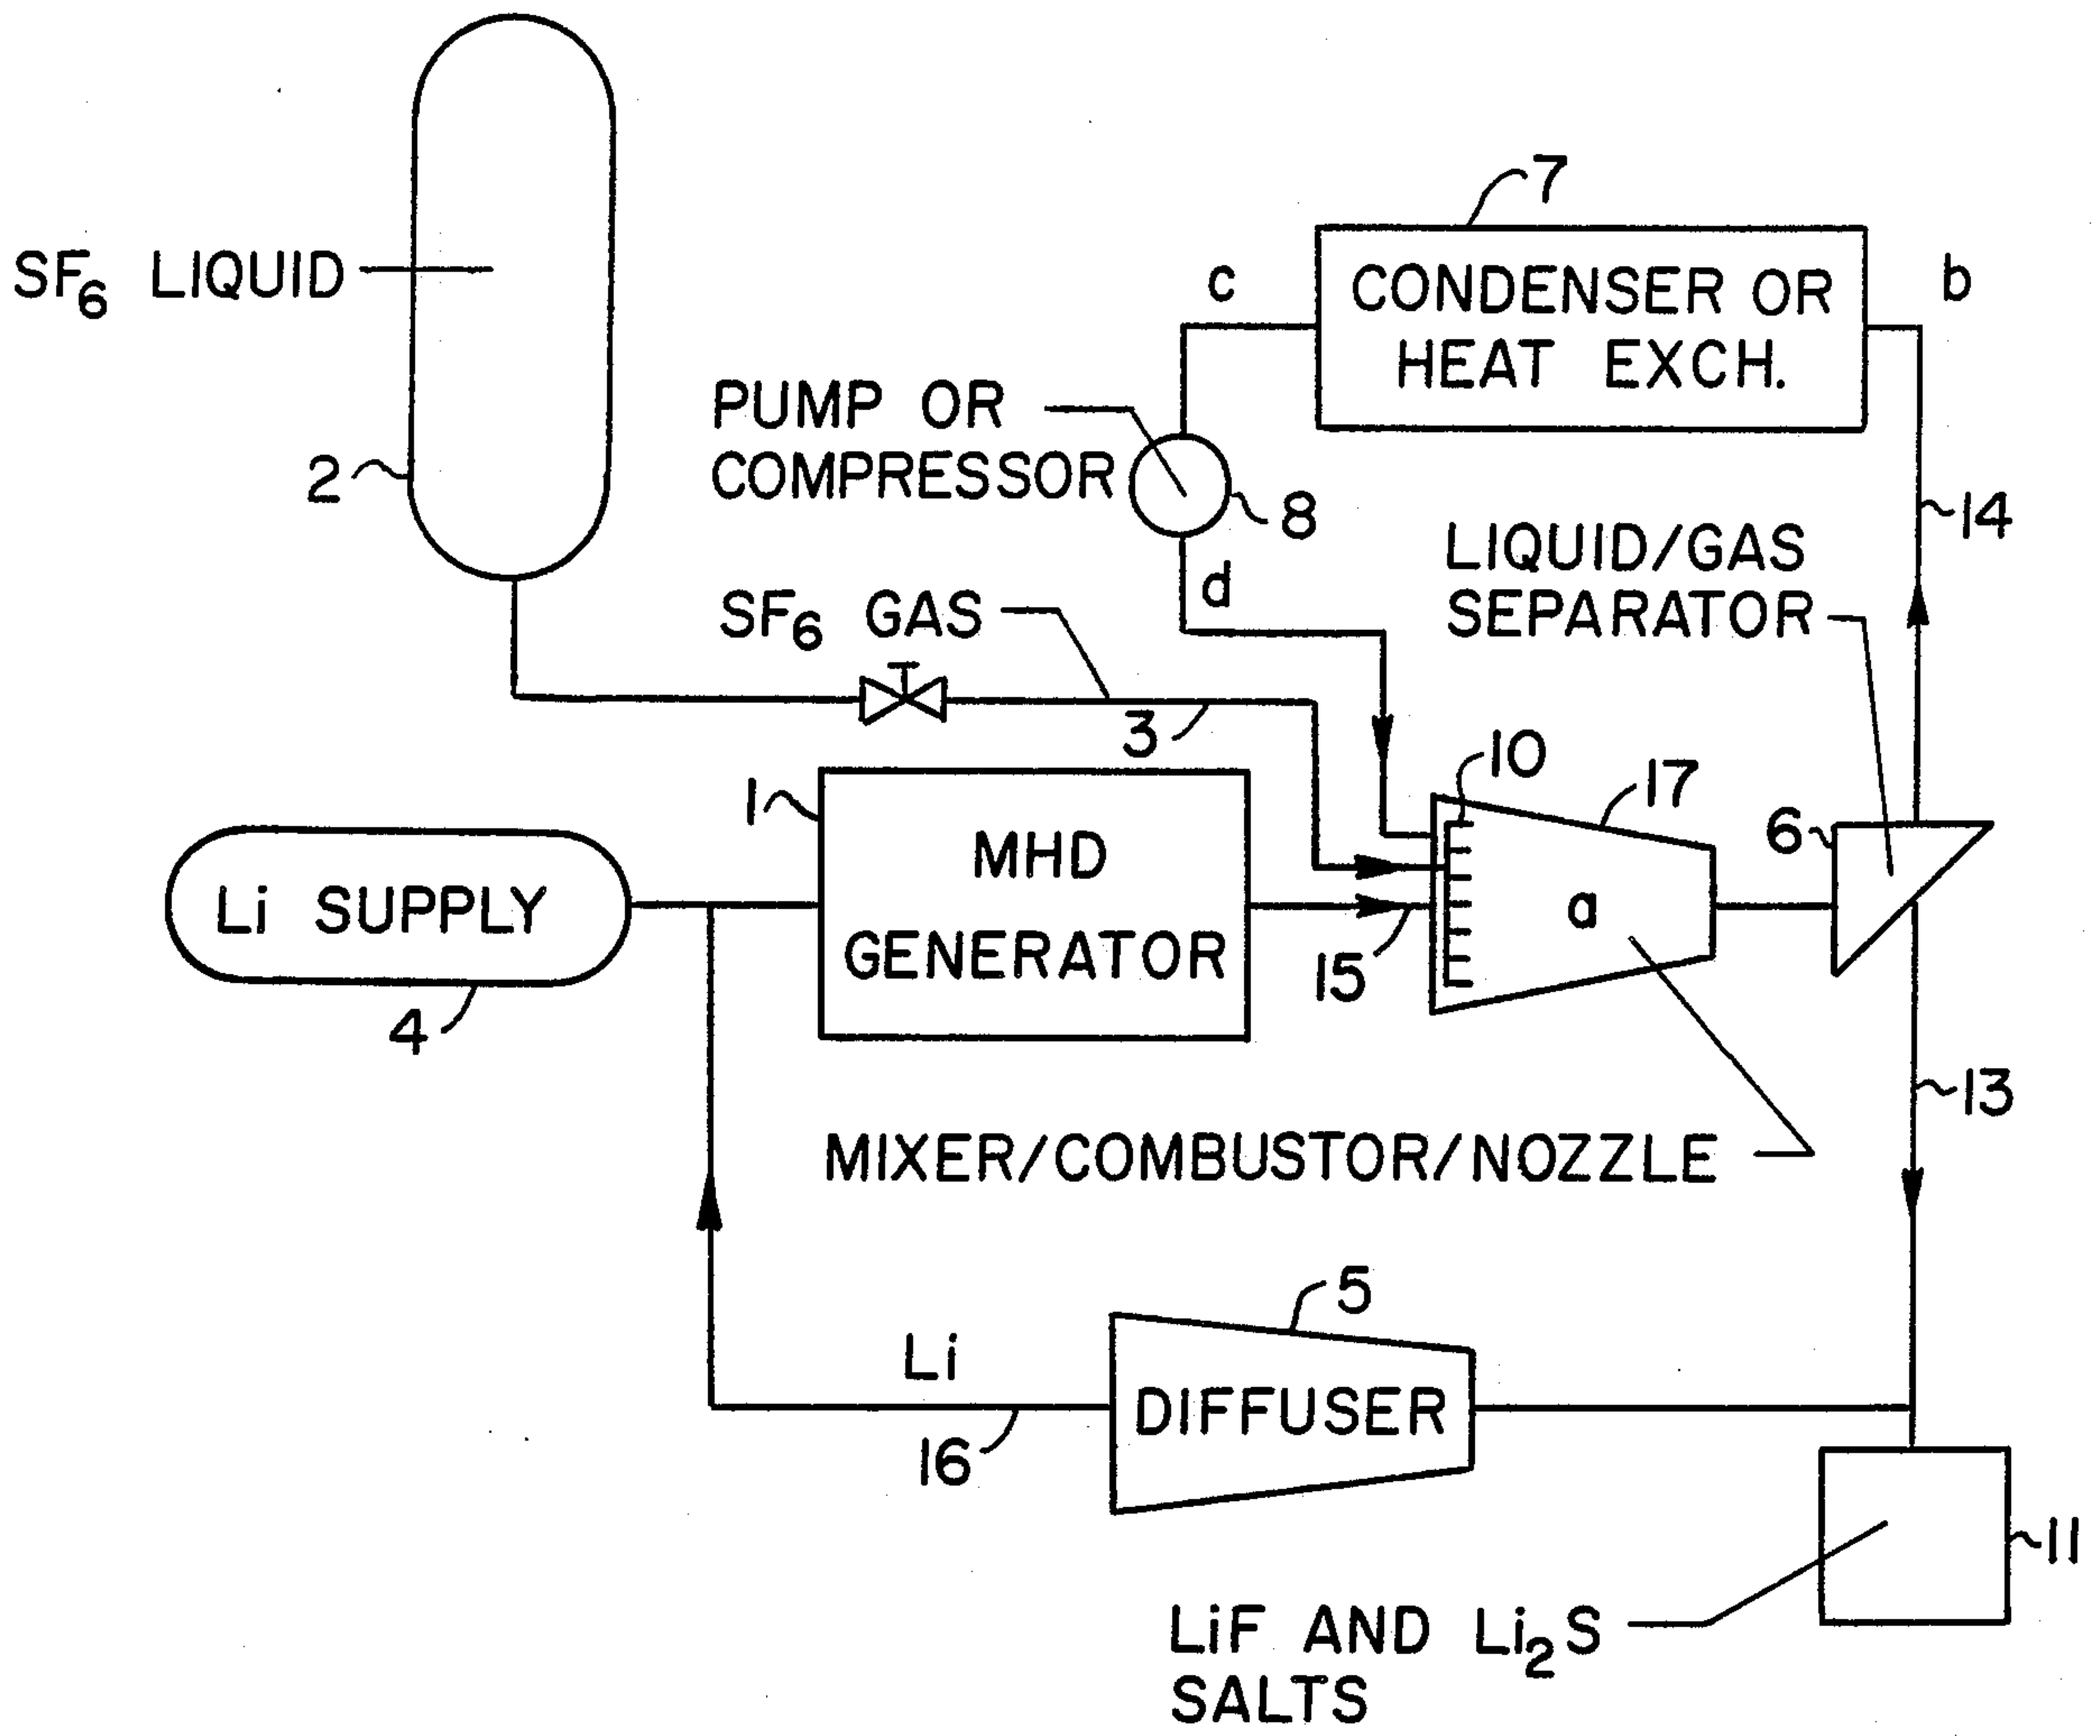 7
SF6 LIQUID
c
CONDENSER OR
HEAT EXCH.
b
PUMP OR
COMPRESSOR
2
8
14
LIQUID/GAS
SEPARATOR
d
SF6 GAS
3
10
17
1
6
MHD
GENERATOR
Li SUPPLY
a
15
4
13
MIXER/COMBUSTOR/NOZZLE
5
Li
DIFFUSER
16
11
LiF AND Li2S
SALTS